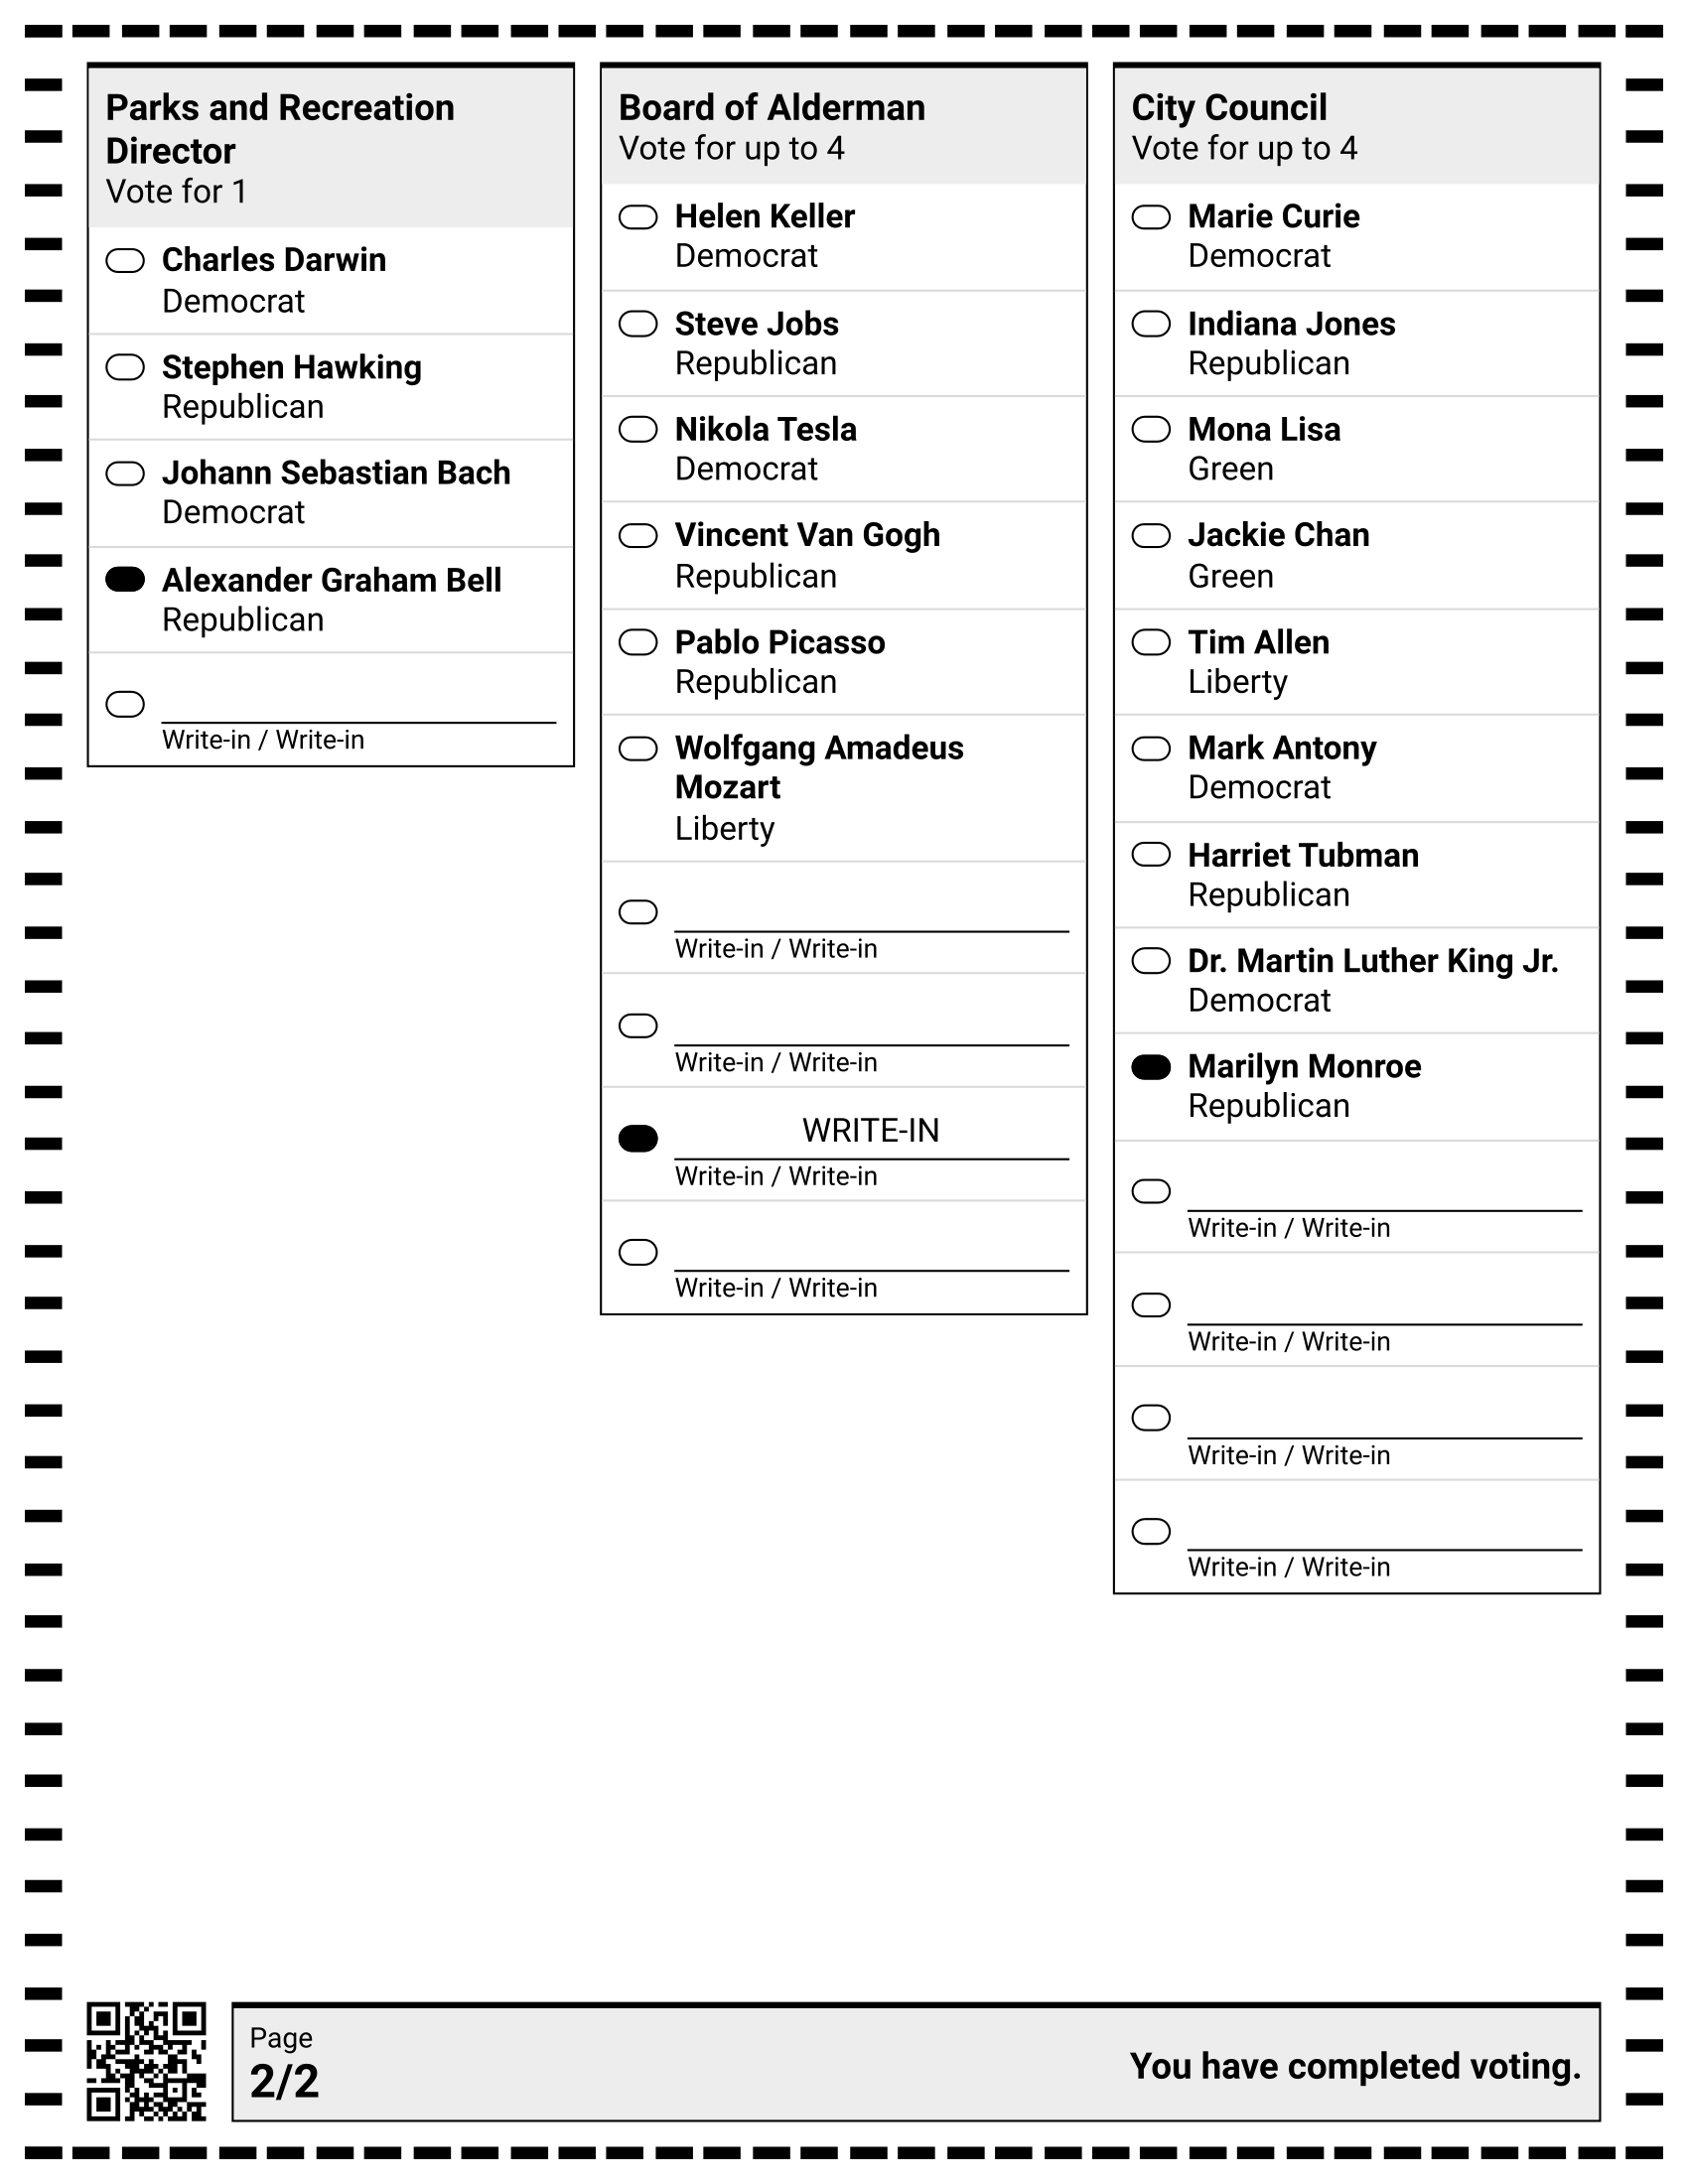 Parks and Recreation
Director
Vote for 1
Charles Darwin
Democrat
Stephen Hawking
Republican
Johann Sebastian Bach
Democrat
Alexander Graham Bell
Republican
Write-in / Write-in
Board of Alderman
Vote for up to 4
Helen Keller
Democrat
Steve Jobs
Republican
Nikola Tesla
Democrat
Vincent Van Gogh
Republican
Pablo Picasso
Republican
Wolfgang Amadeus
Mozart
Liberty
Write-in / Write-in
Write-in / Write-in
WRITE-IN
Write-in / Write-in
Write-in / Write-in
City Council
Vote for up to 4
Marie Curie
Democrat
Indiana Jones
Republican
Mona Lisa
Green
Jackie Chan
Green
Tim Allen
Liberty
Mark Antony
Democrat
Harriet Tubman
Republican
Dr. Martin Luther King Jr.
Democrat
Marilyn Monroe
Republican
Write-in / Write-in
Write-in / Write-in
Write-in / Write-in
Write-in / Write-in
Page
2/2
You have completed voting.